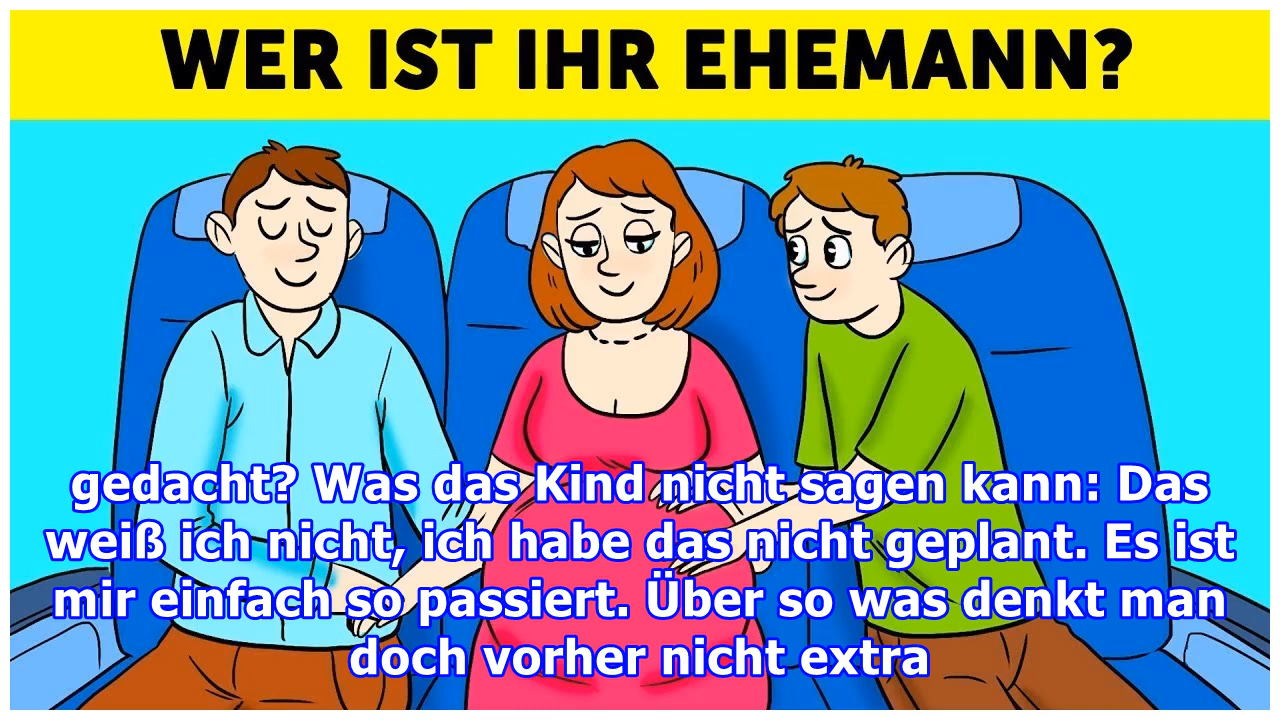 WER IST IHR EHEMANN?
gedacht? Was das Kind nicht sagen kann: Das
weiß ich nicht, ich habe das nicht geplant. Es ist
mir einfach so passiert. Über so was denkt man
doch vorher nicht extra